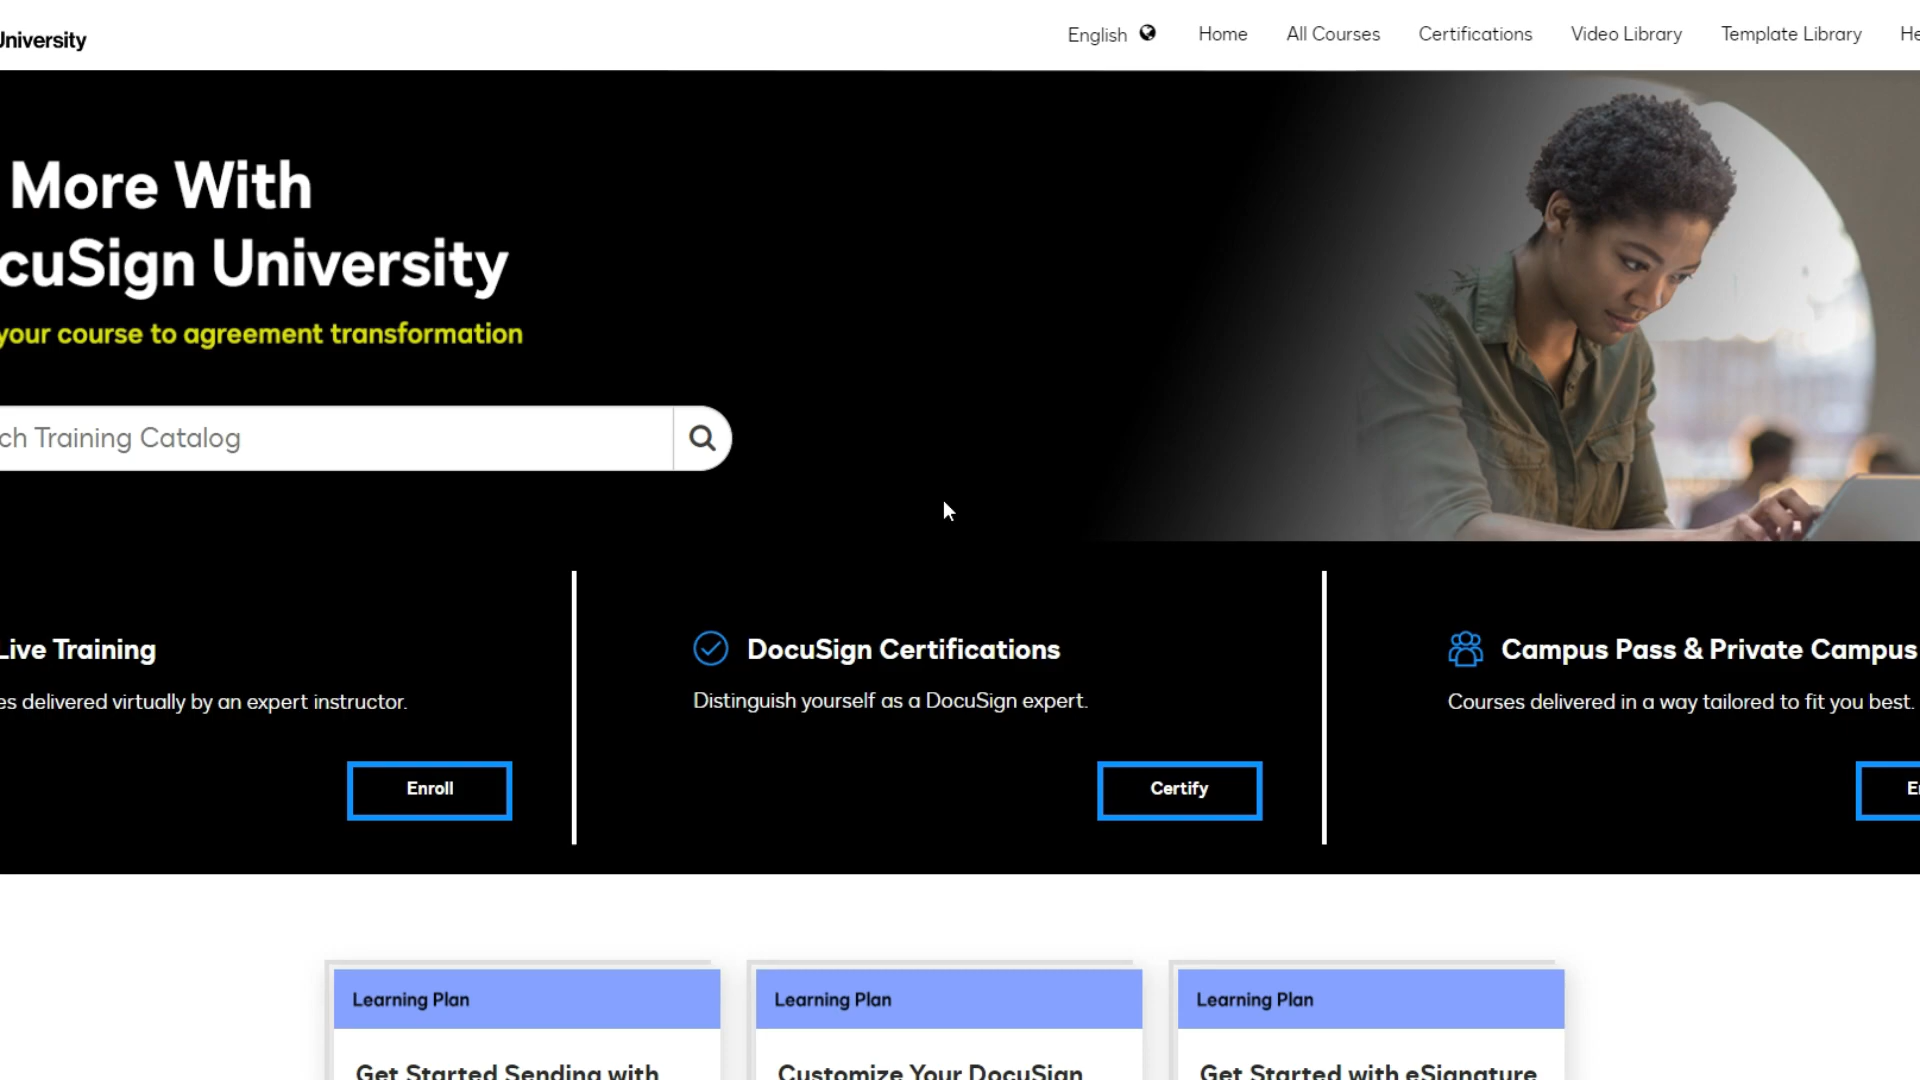 University
English
Home
All Courses
Certifications
Video Library
Template Library
More With
cuSign University
your course to agreement transformation
ch Training Catalog
Live Training
DocuSign Certifications
Campus Pass & Private Campus
es delivered virtually by an expert instructor.
Distinguish yourself as a DocuSign expert.
Courses delivered in a way tailored to fit you best.
Enroll
Certify
Learning Plan
Learning Plan
Learning Plan
Get Started Sending with
Customize Your DocuSign
Get Started with eSignature